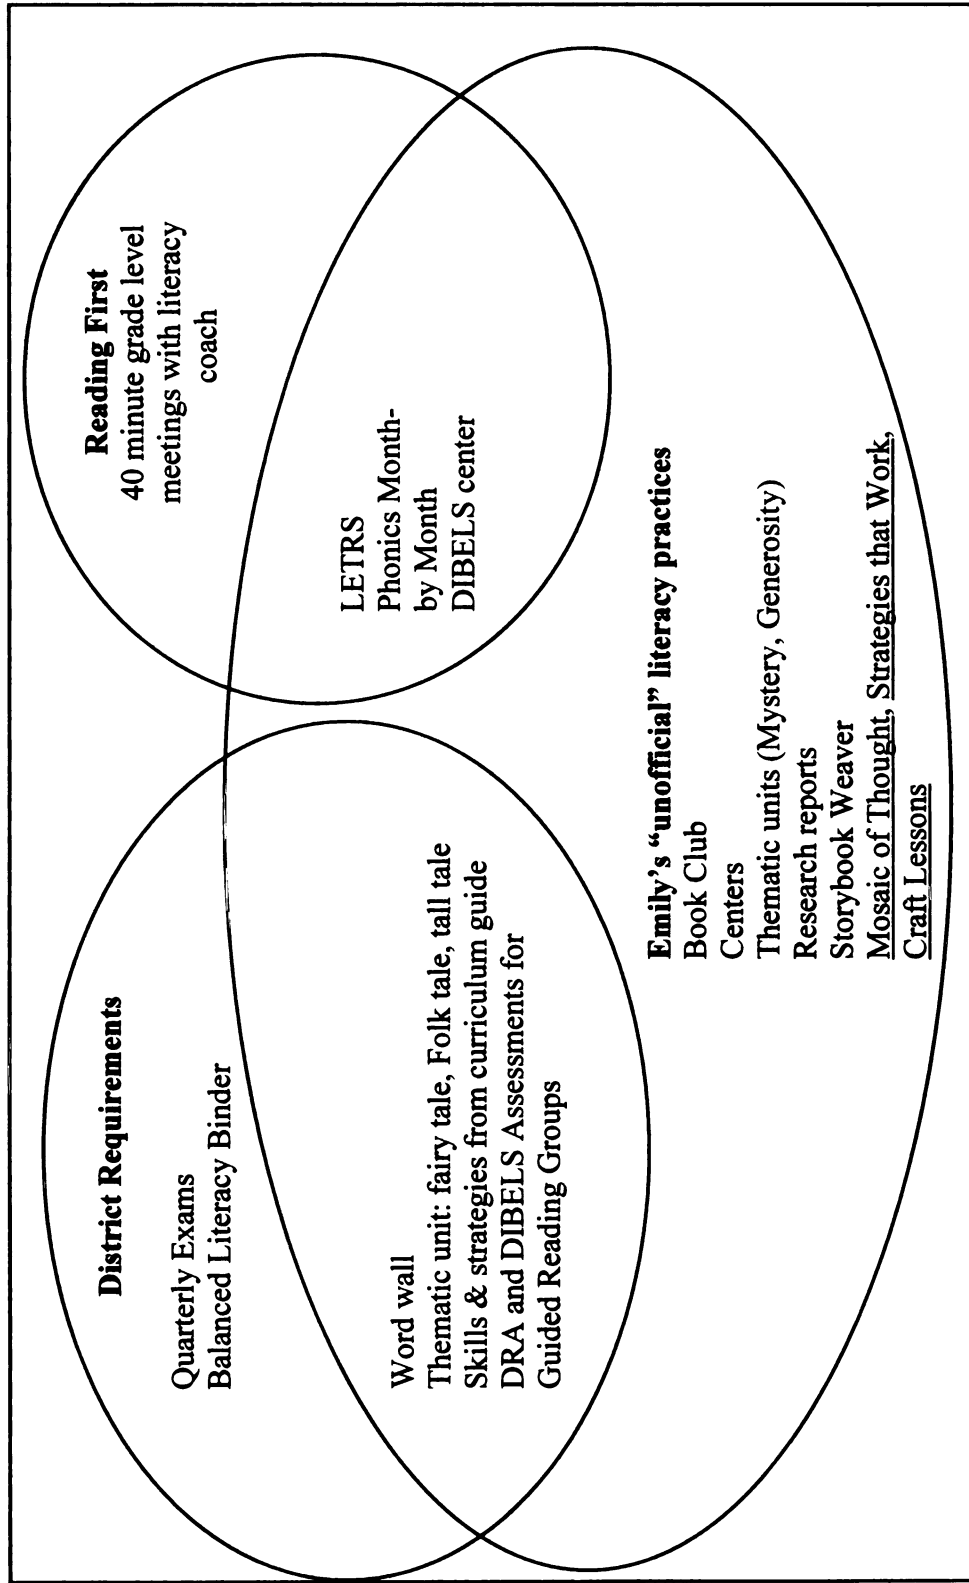 District Requirements
Quarterly Exams
Balanced Literacy Binder
Word wall
Thematic unit: fairy tale, Folk tale, tall tale
Skills & strategies from curriculum guide
DRA and DIBELS Assessments for
Guided Reading Groups
Reading First
40 minute grade level
meetings with literacy
coach
LETRS
Phonics Month-
by Month
DIBELS center
Emily's “unofficial” literacy practices
Book Club
Centers
Thematic units (Mystery, Generosity)
Research reports
Storybook Weaver
Mosaic of Thought, Strategies that Work,
Craft Lessons